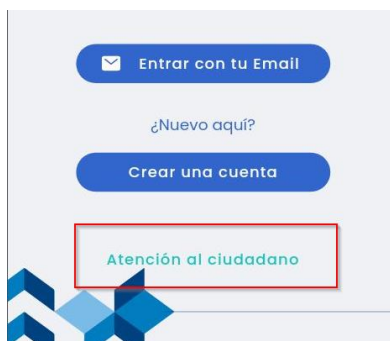 Entrar con tu Email
¿Nuevo aquí?
Crear una cuenta
Atención al ciudadano